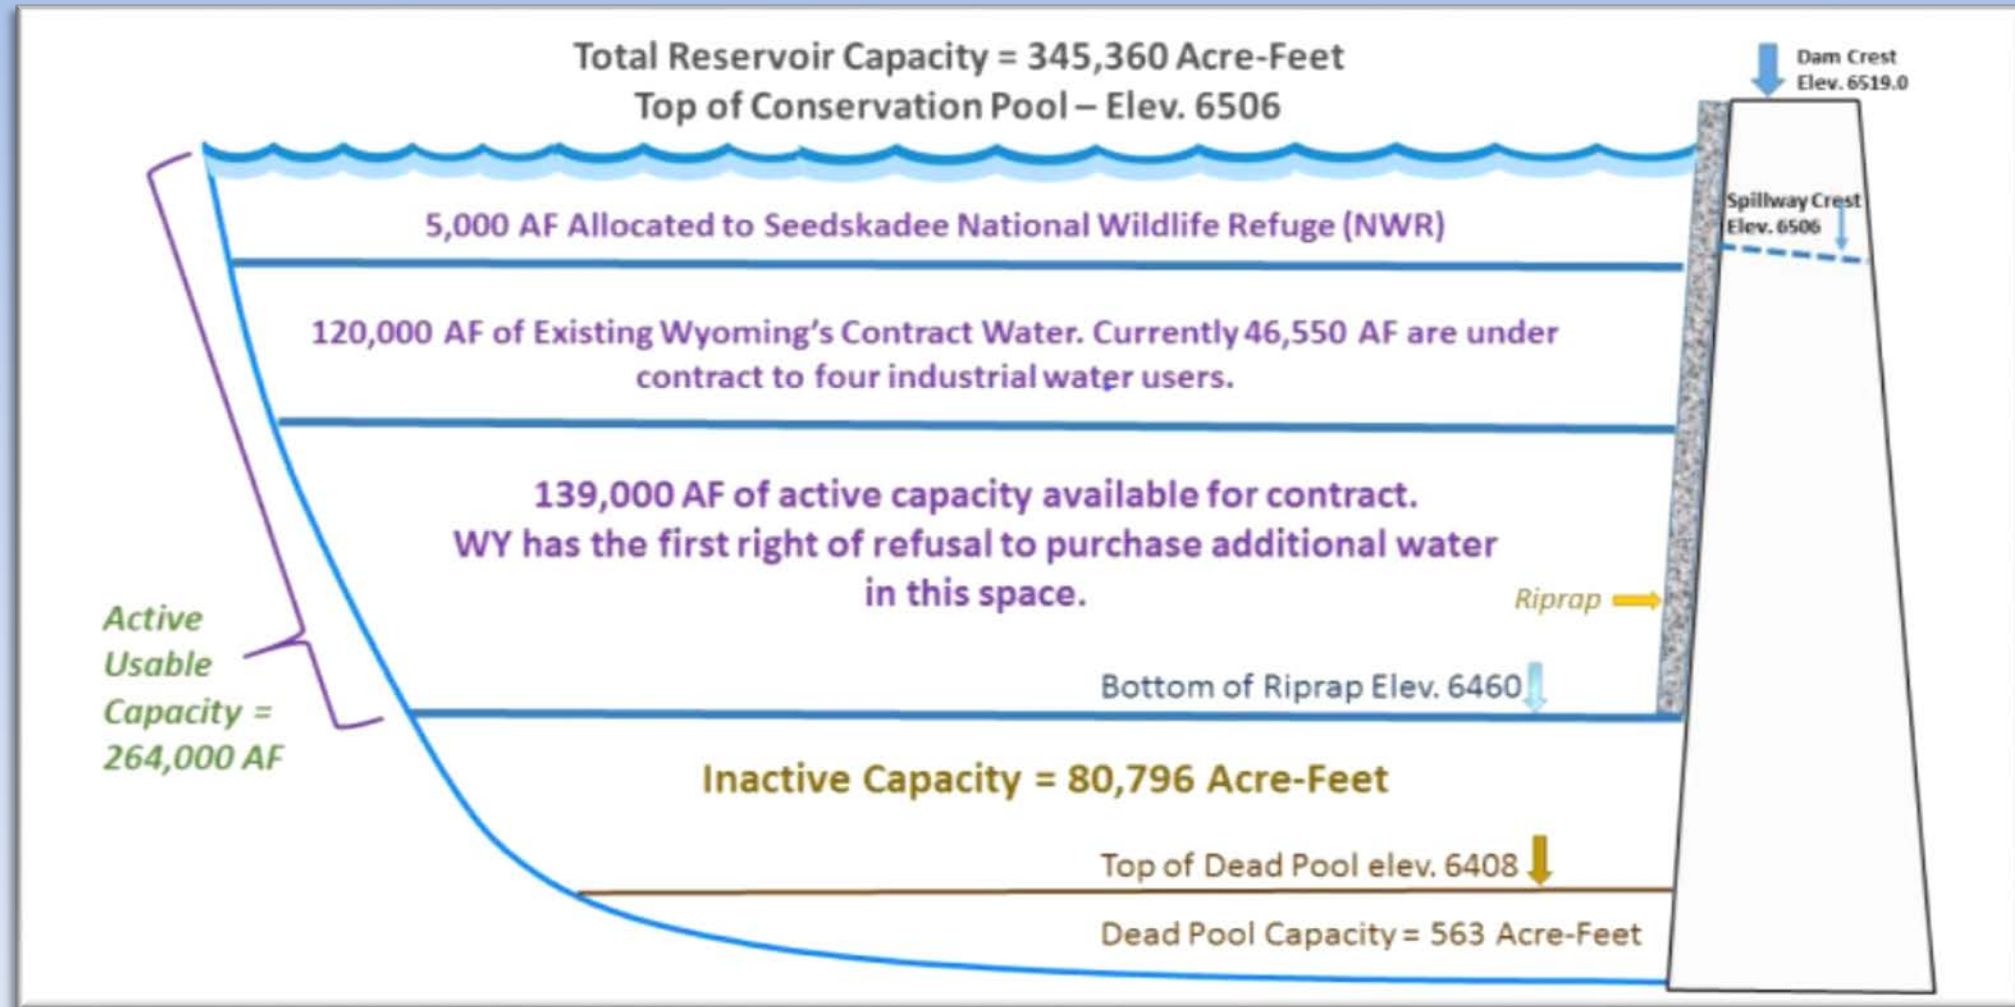 Total Reservoir Capacity = 345,360 Acre-Feet
Top of Conservation Pool – Elev. 6506
Dam Crest
Elev. 6519.0
5,000 AF Allocated to Seedskadee National Wildlife Refuge (NWR)
Spillway Crest
Elev. 6506
120,000 AF of Existing Wyoming's Contract Water. Currently 46,550 AF are under
contract to four industrial water users.
139,000 AF of active capacity available for contract.
WY has the first right of refusal to purchase additional water
in this space.
Riprap
Active
Usable
Capacity =
264,000 AF
Bottom of Riprap Elev. 6460
Inactive Capacity = 80,796 Acre-Feet
Top of Dead Pool elev. 6408
Dead Pool Capacity = 563 Acre-Feet